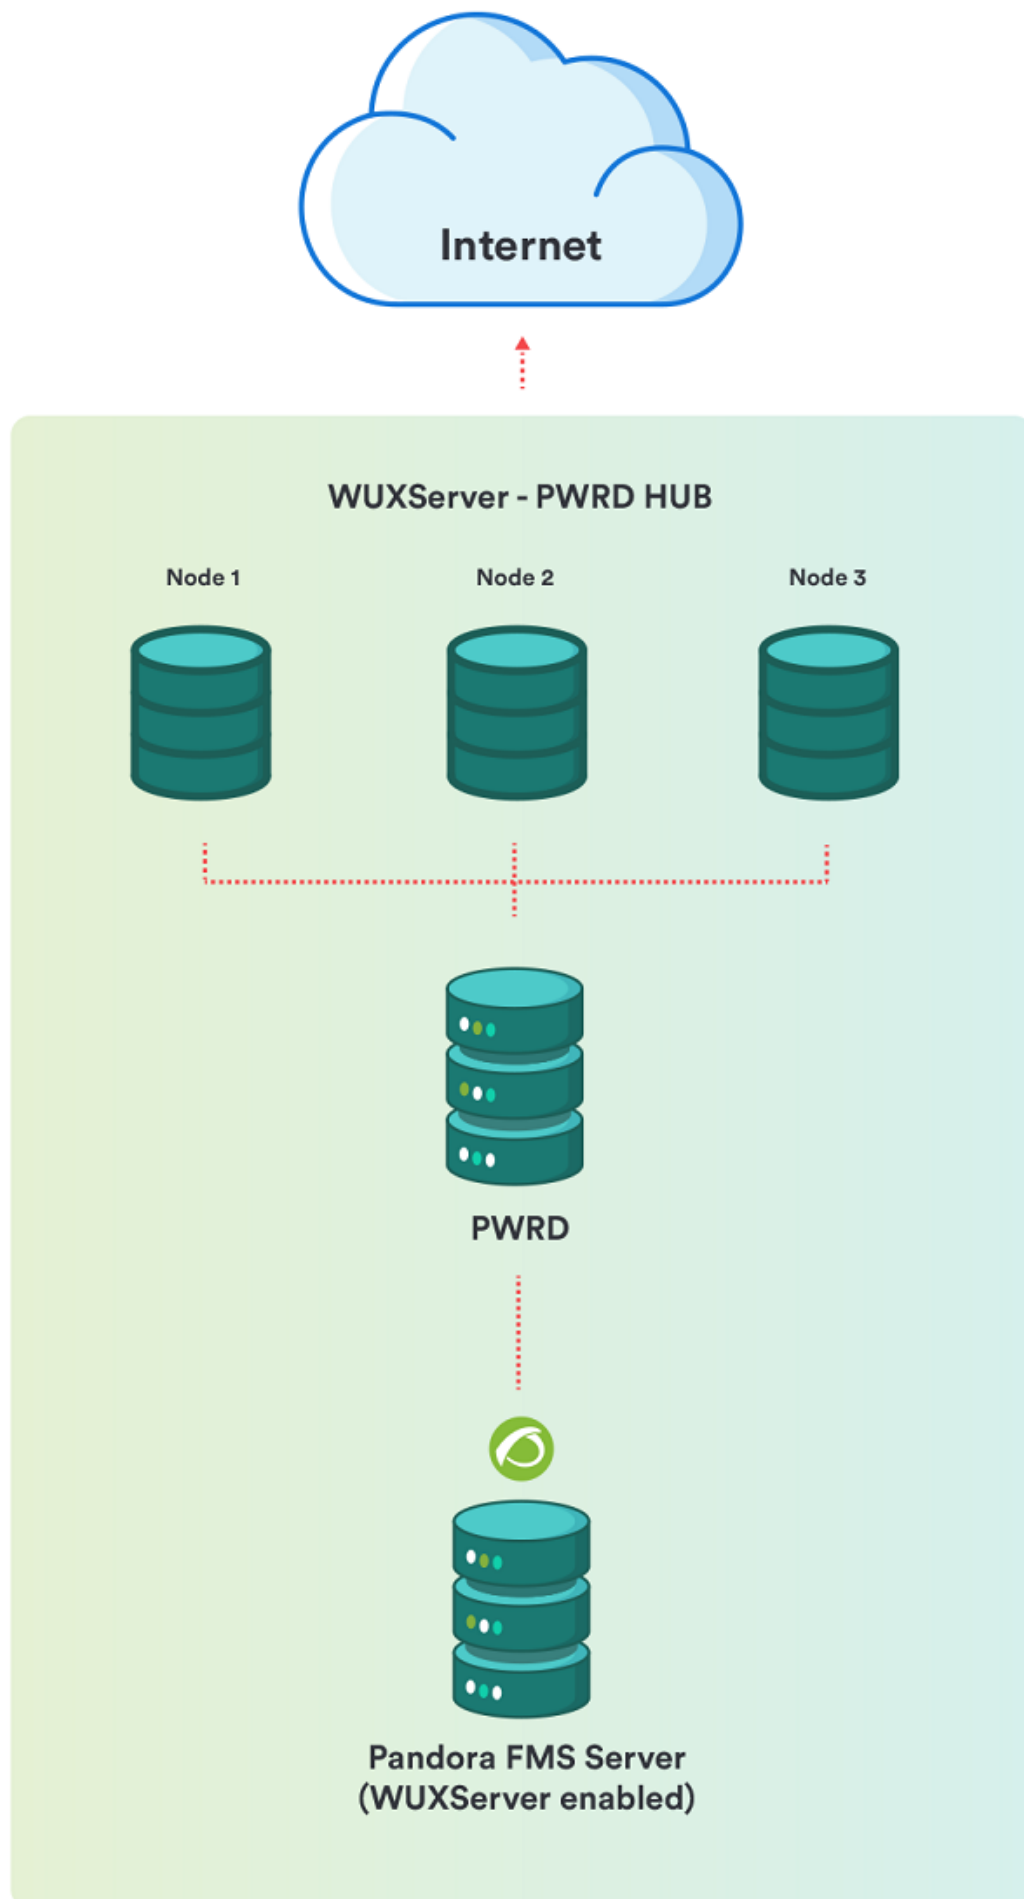 Internet
WUXServer - PWRD HUB
Node 1
Node 2
Node 3
PWRD
Pandora FMS Server
(WUXServer enabled)